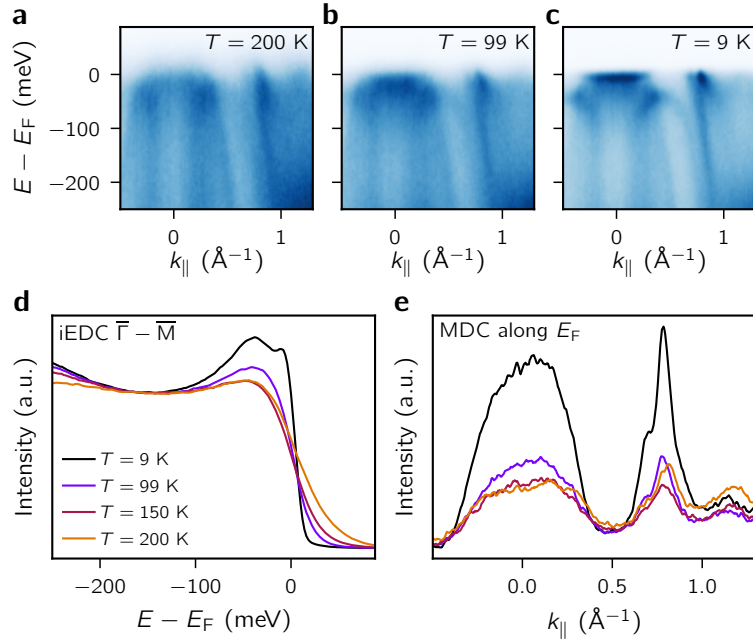 a
b
c
T = 200 K
T = 99 K
T = 9 K
E − E_F (meV)
0
−100
−200
0
1
0
1
0
1
k_∥ (Å⁻¹)
k_∥ (Å⁻¹)
k_∥ (Å⁻¹)
d
e
iEDC Γ̅ − M̅
MDC along E_F
Intensity (a.u.)
Intensity (a.u.)
T = 9 K
T = 99 K
T = 150 K
T = 200 K
−200
−100
0
0.0
0.5
1.0
E − E_F (meV)
k_∥ (Å⁻¹)